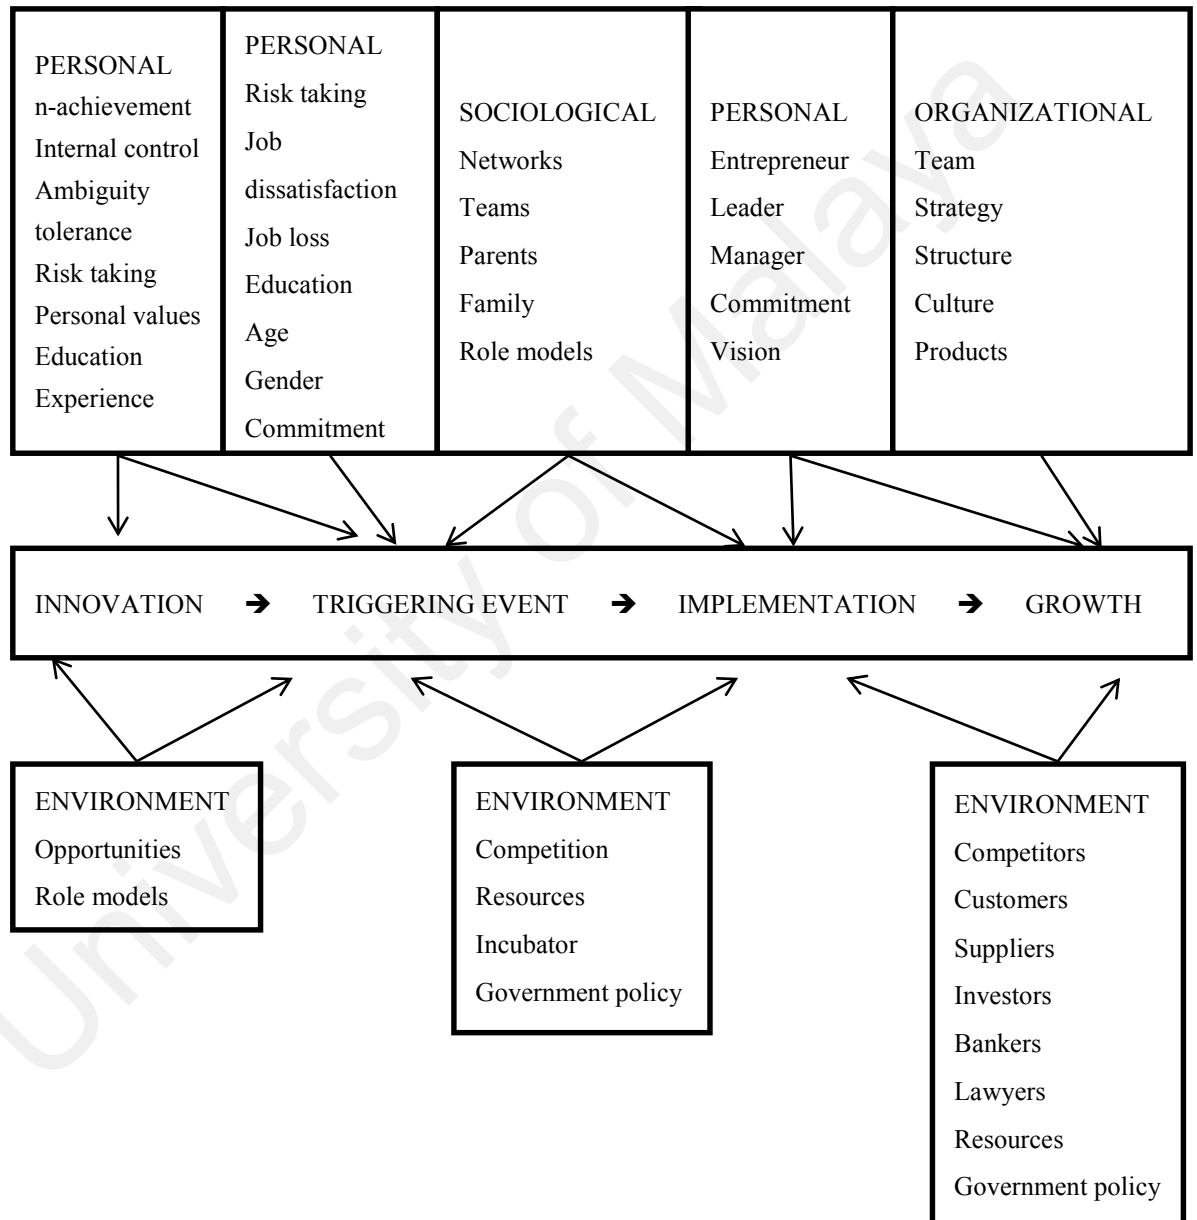 PERSONAL
n-achievement
Internal control
Ambiguity
tolerance
Risk taking
Personal values
Education
Experience
PERSONAL
Risk taking
Job
dissatisfaction
Job loss
Education
Age
Gender
Commitment
SOCIOLOGICAL
Networks
Teams
Parents
Family
Role models
PERSONAL
Entrepreneur
Leader
Manager
Commitment
Vision
ORGANIZATIONAL
Team
Strategy
Structure
Culture
Products
INNOVATION ➔ TRIGGERING EVENT ➔ IMPLEMENTATION ➔ GROWTH
ENVIRONMENT
Opportunities
Role models
ENVIRONMENT
Competition
Resources
Incubator
Government policy
ENVIRONMENT
Competitors
Customers
Suppliers
Investors
Bankers
Lawyers
Resources
Government policy
University of Malaya